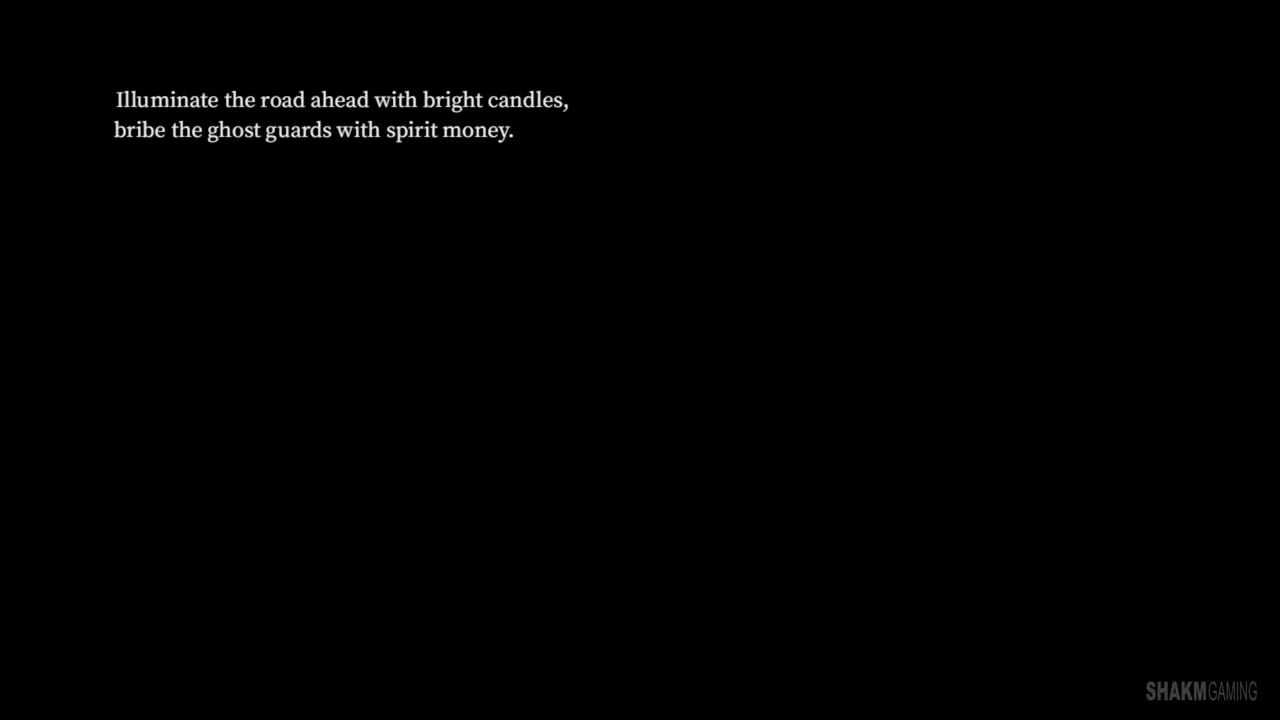 Illuminate the road ahead with bright candles,
bribe the ghost guards with spirit money.
SHAKMGAMING